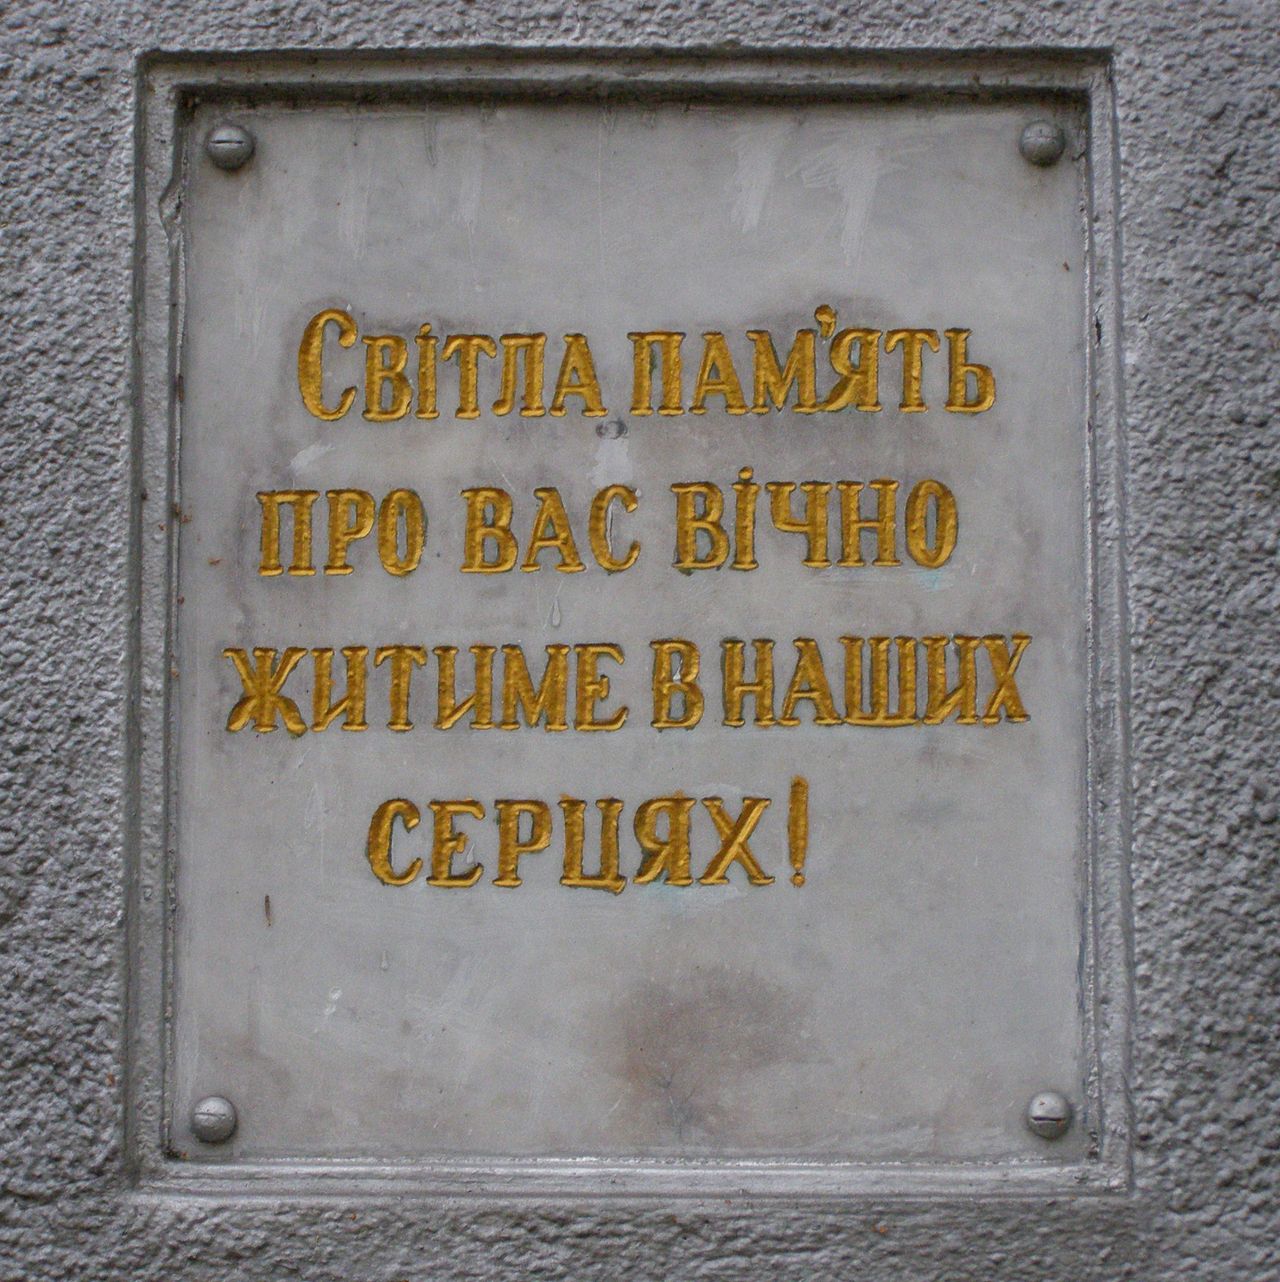 Світла пам'ять
про вас вічно
житиме в наших
серцях!